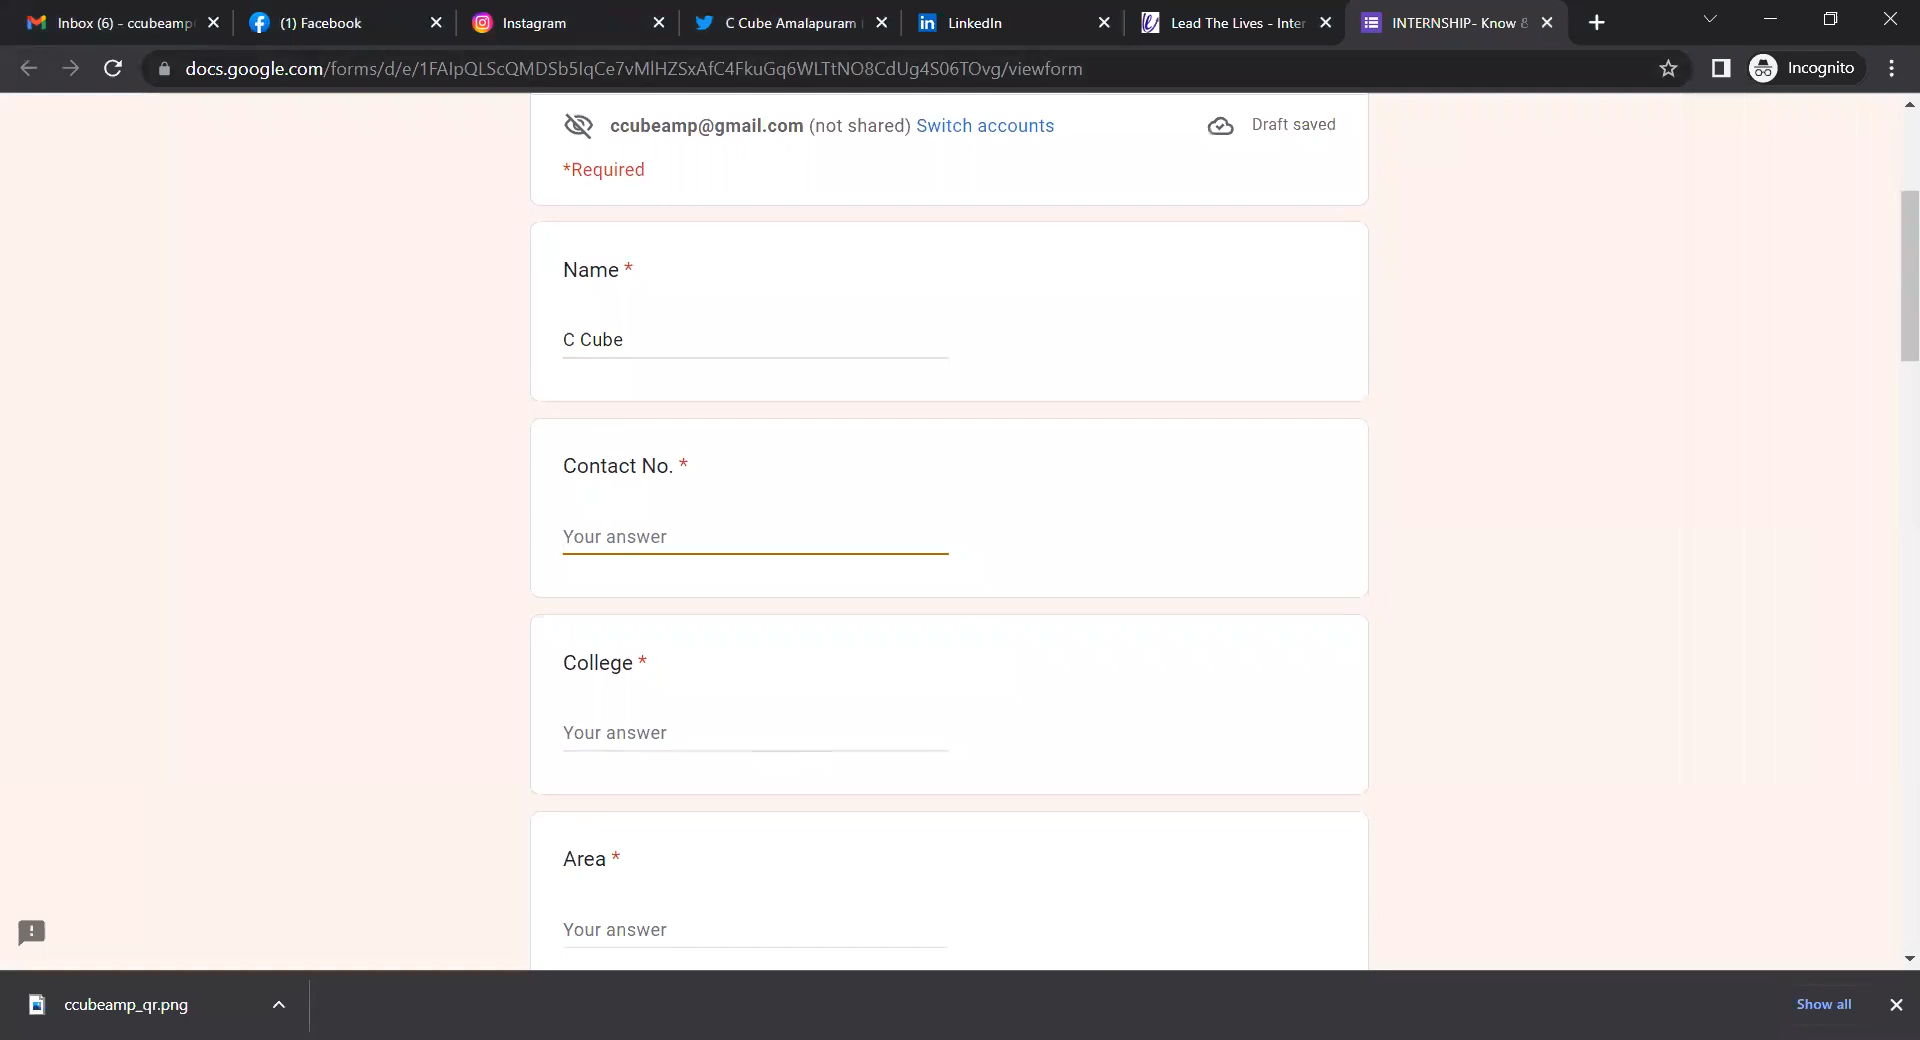 Inbox (6) - ccubeamp
(1) Facebook
Instagram
C Cube Amalapuram
LinkedIn
Lead The Lives - Inter
INTERNSHIP- Know &
docs.google.com/forms/d/e/1FAIpQLScQMDSb5IqCe7vMlHZSxAfC4FkuGq6WLTtNO8CdUg4S06TOvg/viewform
Incognito
ccubeamp@gmail.com (not shared) Switch accounts
Draft saved
*Required
Name *
C Cube
Contact No. *
Your answer
College *
Your answer
Area *
Your answer
ccubeamp_qr.png
Show all